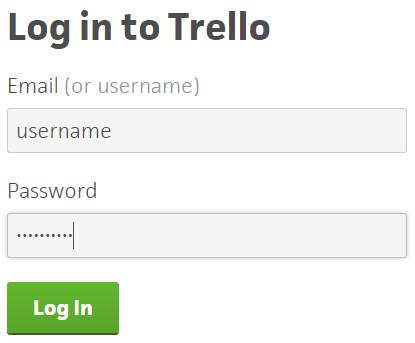 Log in to Trello
Email (or username)
username
Password
••••••••••
Log In